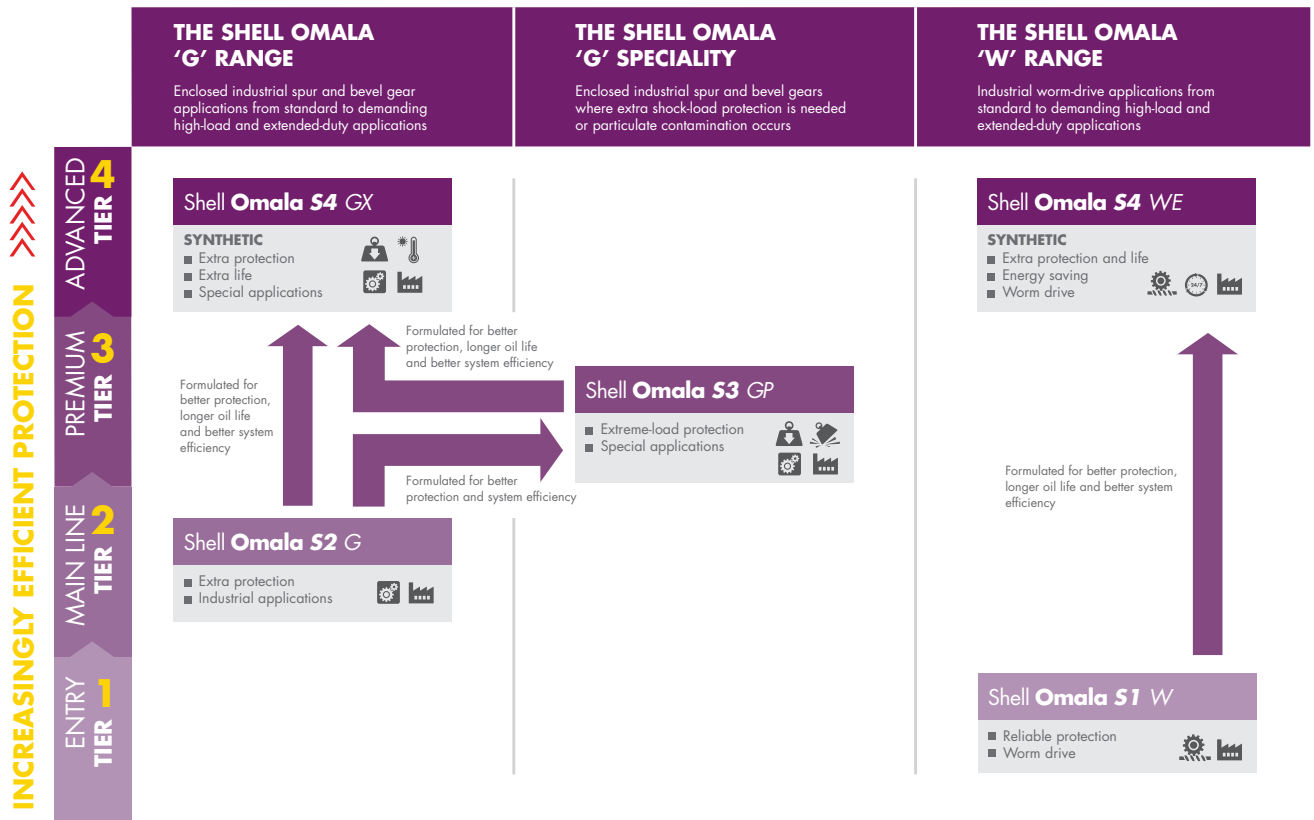 THE SHELL OMALA
‘G’ RANGE
Enclosed industrial spur and bevel gear
applications from standard to demanding
high-load and extended-duty applications
THE SHELL OMALA
‘G’ SPECIALITY
Enclosed industrial spur and bevel gears
where extra shock-load protection is needed
or particulate contamination occurs
THE SHELL OMALA
‘W’ RANGE
Industrial worm-drive applications from
standard to demanding high-load and
extended-duty applications
INCREASINGLY EFFICIENT PROTECTION
ADVANCED
TIER 4
PREMIUM
TIER 3
MAIN LINE
TIER 2
ENTRY
TIER 1
Shell Omala S4 GX
SYNTHETIC
Extra protection
Extra life
Special applications
Formulated for
better protection,
longer oil life
and better system
efficiency
Formulated for better
protection, longer oil life
and better system efficiency
Formulated for better
protection and system efficiency
Shell Omala S2 G
Extra protection
Industrial applications
Shell Omala S3 GP
Extreme-load protection
Special applications
Shell Omala S4 WE
SYNTHETIC
Extra protection and life
Energy saving
Worm drive
24/7
Formulated for better protection,
longer oil life and better system
efficiency
Shell Omala S1 W
Reliable protection
Worm drive